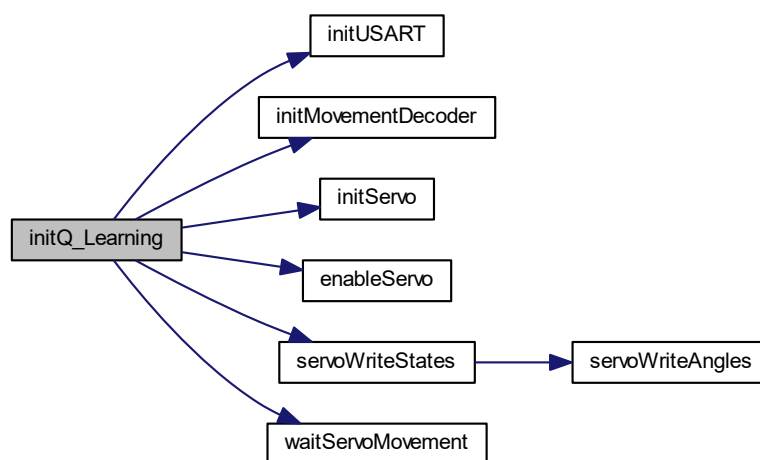 initUSART
initMovementDecoder
initServo
initQ_Learning
enableServo
servoWriteStates
servoWriteAngles
waitServoMovement